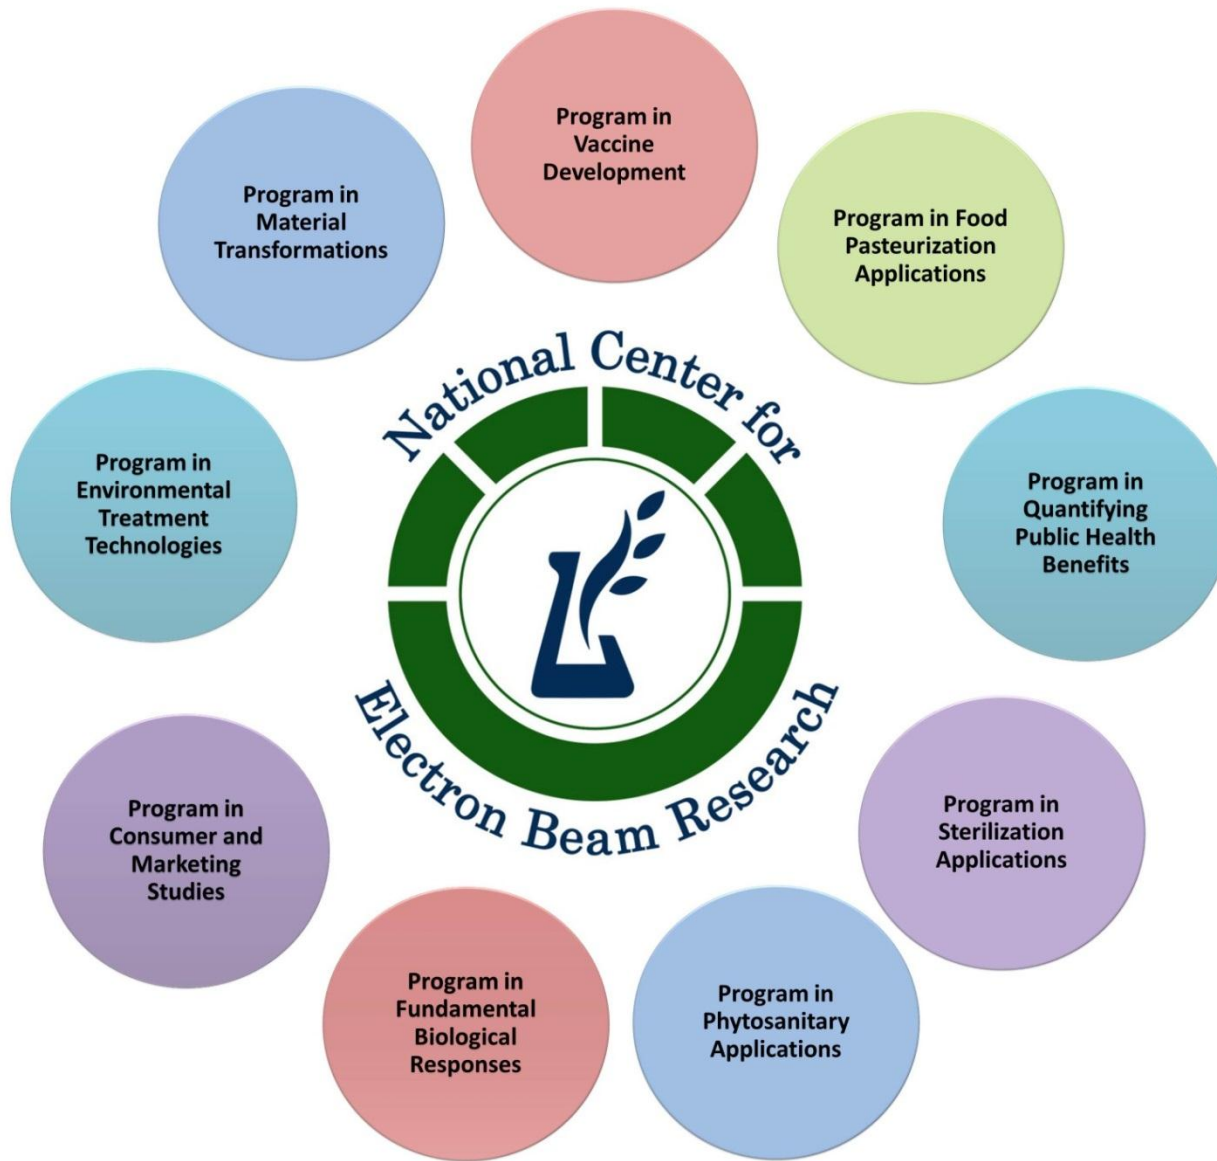 Program in
Vaccine
Development
Program in Food
Pasteurization
Applications
Program in
Quantifying
Public Health
Benefits
Program in
Sterilization
Applications
Program in
Phytosanitary
Applications
Program in
Fundamental
Biological
Responses
Program in
Consumer and
Marketing
Studies
Program in
Environmental
Treatment
Technologies
Program in
Material
Transformations
National Center for
Electron Beam Research